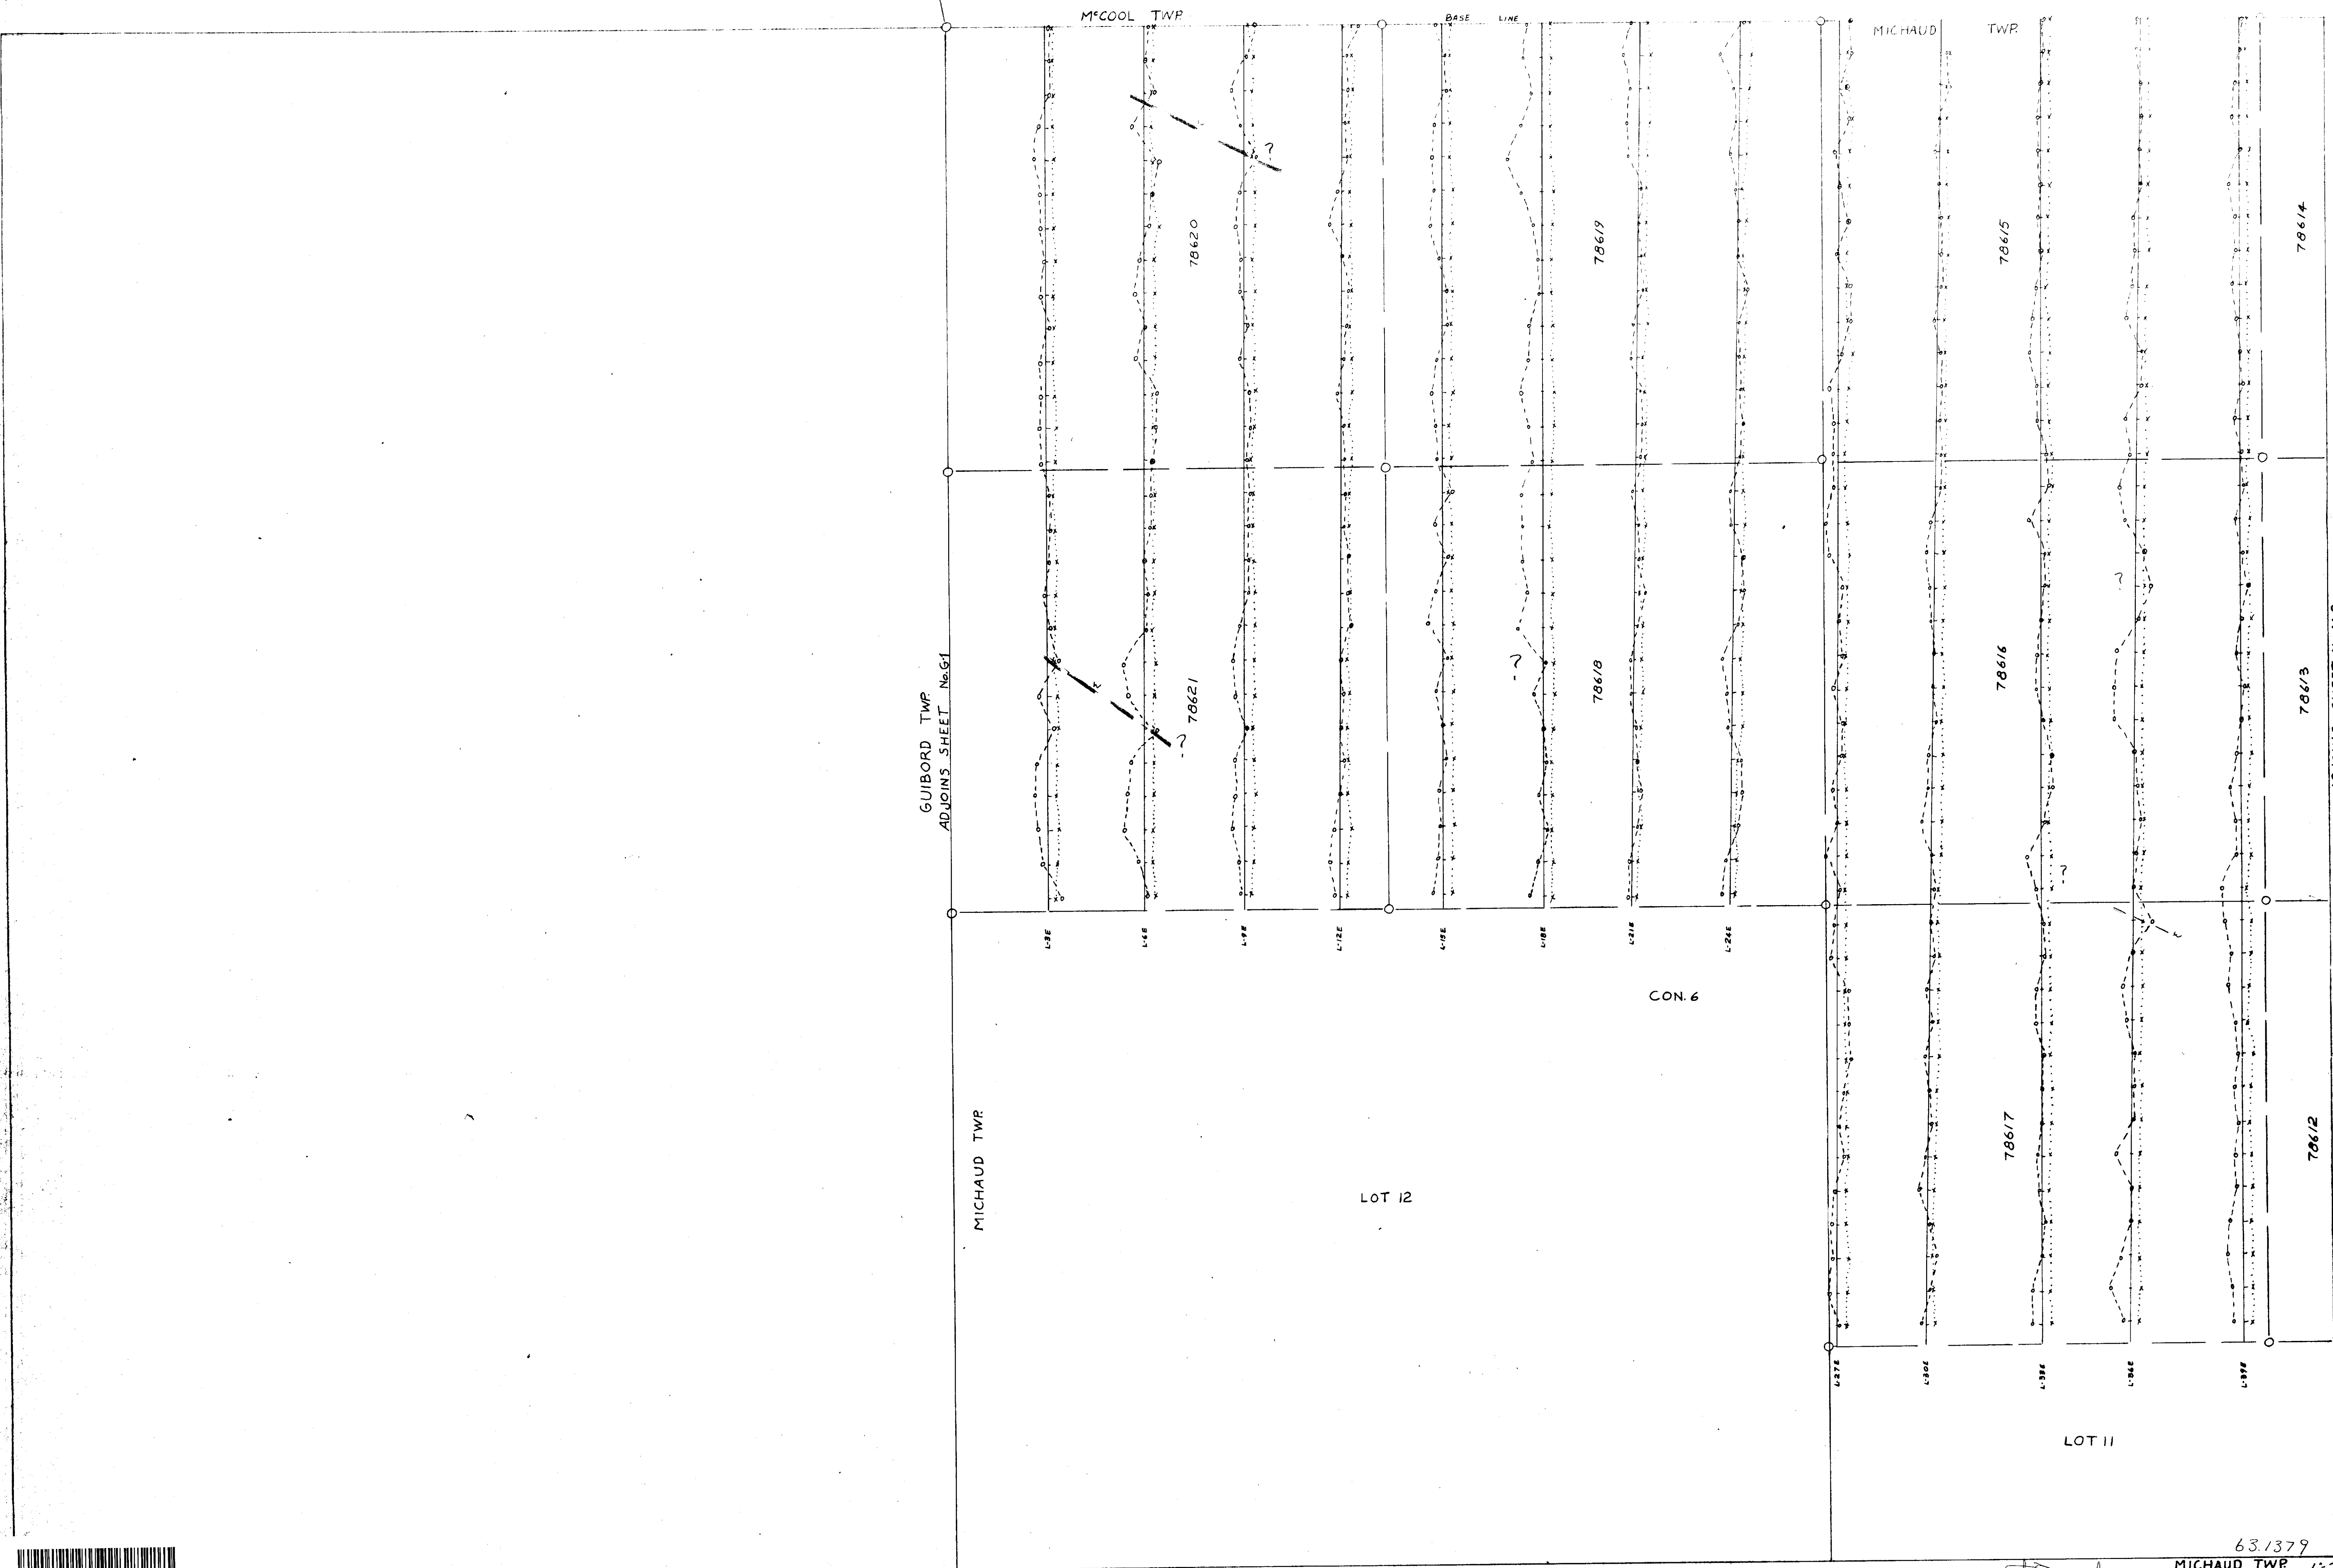 McCOOL TWP.
BASE LINE
MICHAUD TWP.
78620
78619
78615
78614
?
GUIBORD TWP.
ADJOINS SHEET No.G-1
78621
?
?
78618
78616
?
78613
?
L-3E
L-6E
L-9E
L-12E
L-15E
L-18E
L-21E
L-24E
CON. 6
MICHAUD TWP.
LOT 12
78617
78612
L-27E
L-30E
L-33E
L-36E
L-39E
LOT 11
63.1379
MICHAUD TWP.